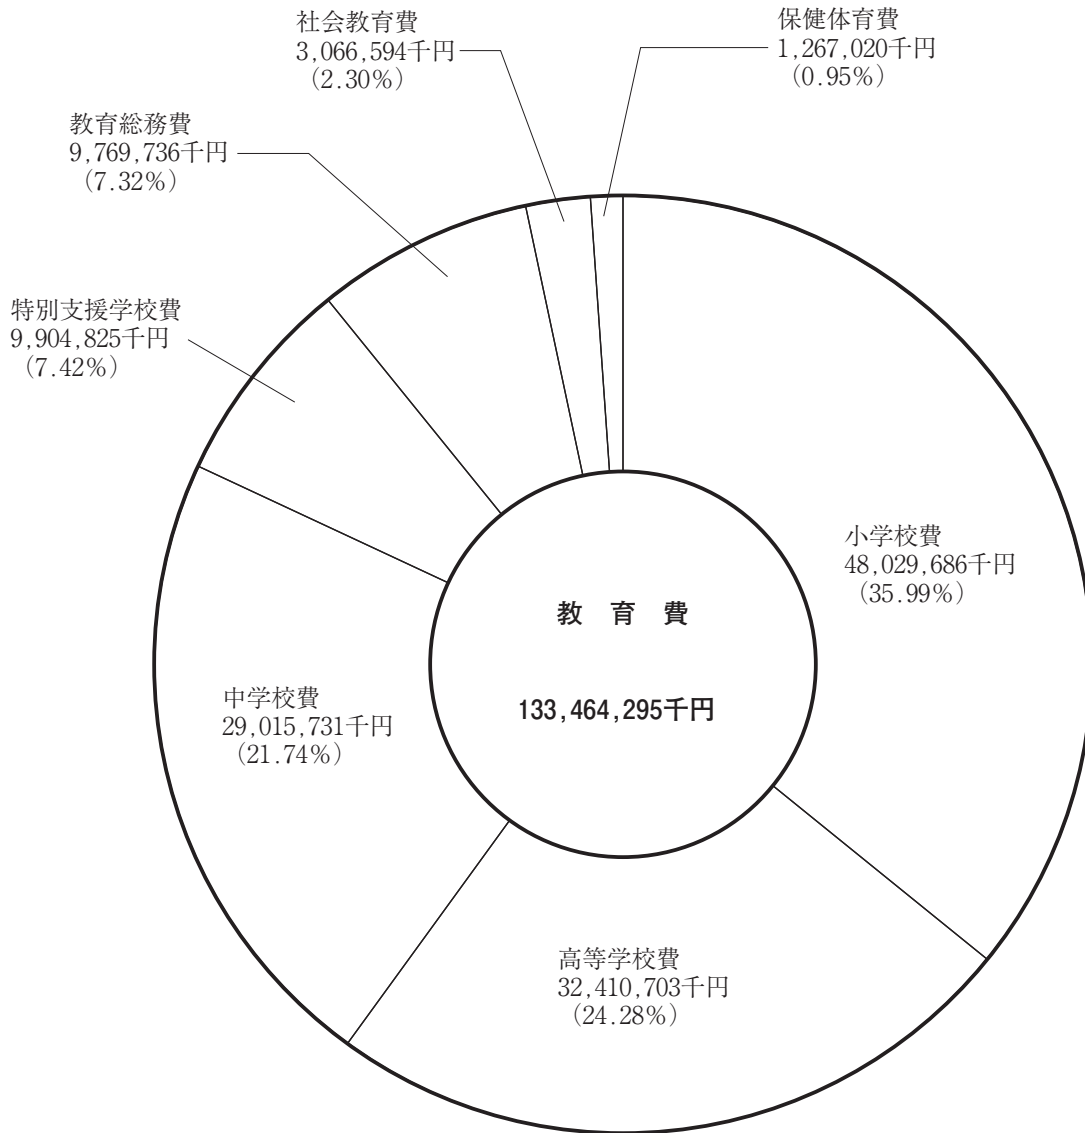 社会教育費
3,066,594千円
(2.30%)
保健体育費
1,267,020千円
(0.95%)
教育総務費
9,769,736千円
(7.32%)
特別支援学校費
9,904,825千円
(7.42%)
小学校費
48,029,686千円
(35.99%)
教 育 費
133,464,295千円
中学校費
29,015,731千円
(21.74%)
高等学校費
32,410,703千円
(24.28%)